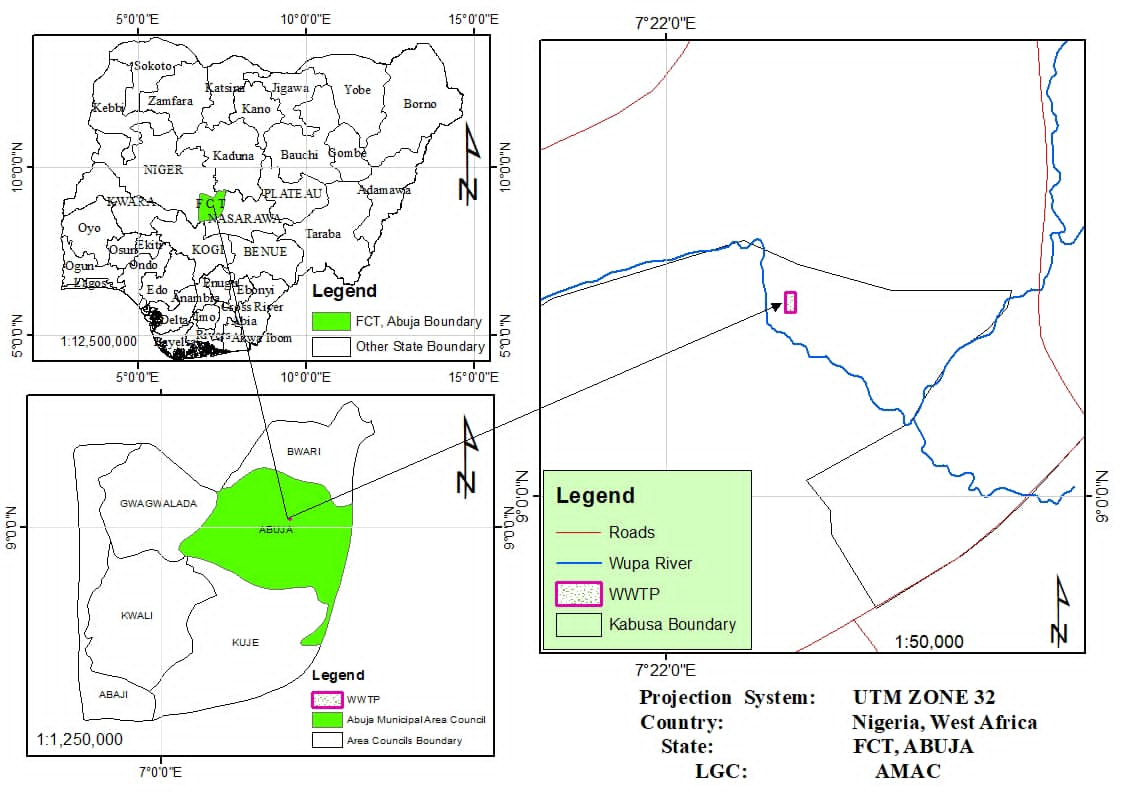 5°0'0"E 10°0'0"E 15°0'0"E
7°22'0"E
10°0'0"N
5°0'0"N
10°0'0"N
5°0'0"N
Sokoto
Katsina
Jigawa
Yobe
Borno
Kebbi
Zamfara
Kano
NIGER
Kaduna
Bauchi
Gombe
Adamawa
KWARA
FCT
PLATEAU
NASARAWA
Oyo
Osun
Ekiti
KOGI
BENUE
Taraba
Ogun
Ondo
Lagos
Edo
Enugu
Ebonyi
Anambra
Cross River
Delta
Imo
Abia
Rivers
Akwa Ibom
Bayelsa
N
Legend
FCT, Abuja Boundary
Other State Boundary
1:12,500,000
5°0'0"E 10°0'0"E 15°0'0"E
BWARI
GWAGWALADA
ABUJA
KWALI
KUJE
ABAJI
N
9°0'0"N
9°0'0"N
Legend
WWTP
Abuja Municipal Area Council
Area Councils Boundary
1:1,250,000
7°0'0"E
Legend
Roads
Wupa River
WWTP
Kabusa Boundary
N
1:50,000
9°0'0"N
7°22'0"E
Projection System: UTM ZONE 32
Country: Nigeria, West Africa
State: FCT, ABUJA
LGC: AMAC